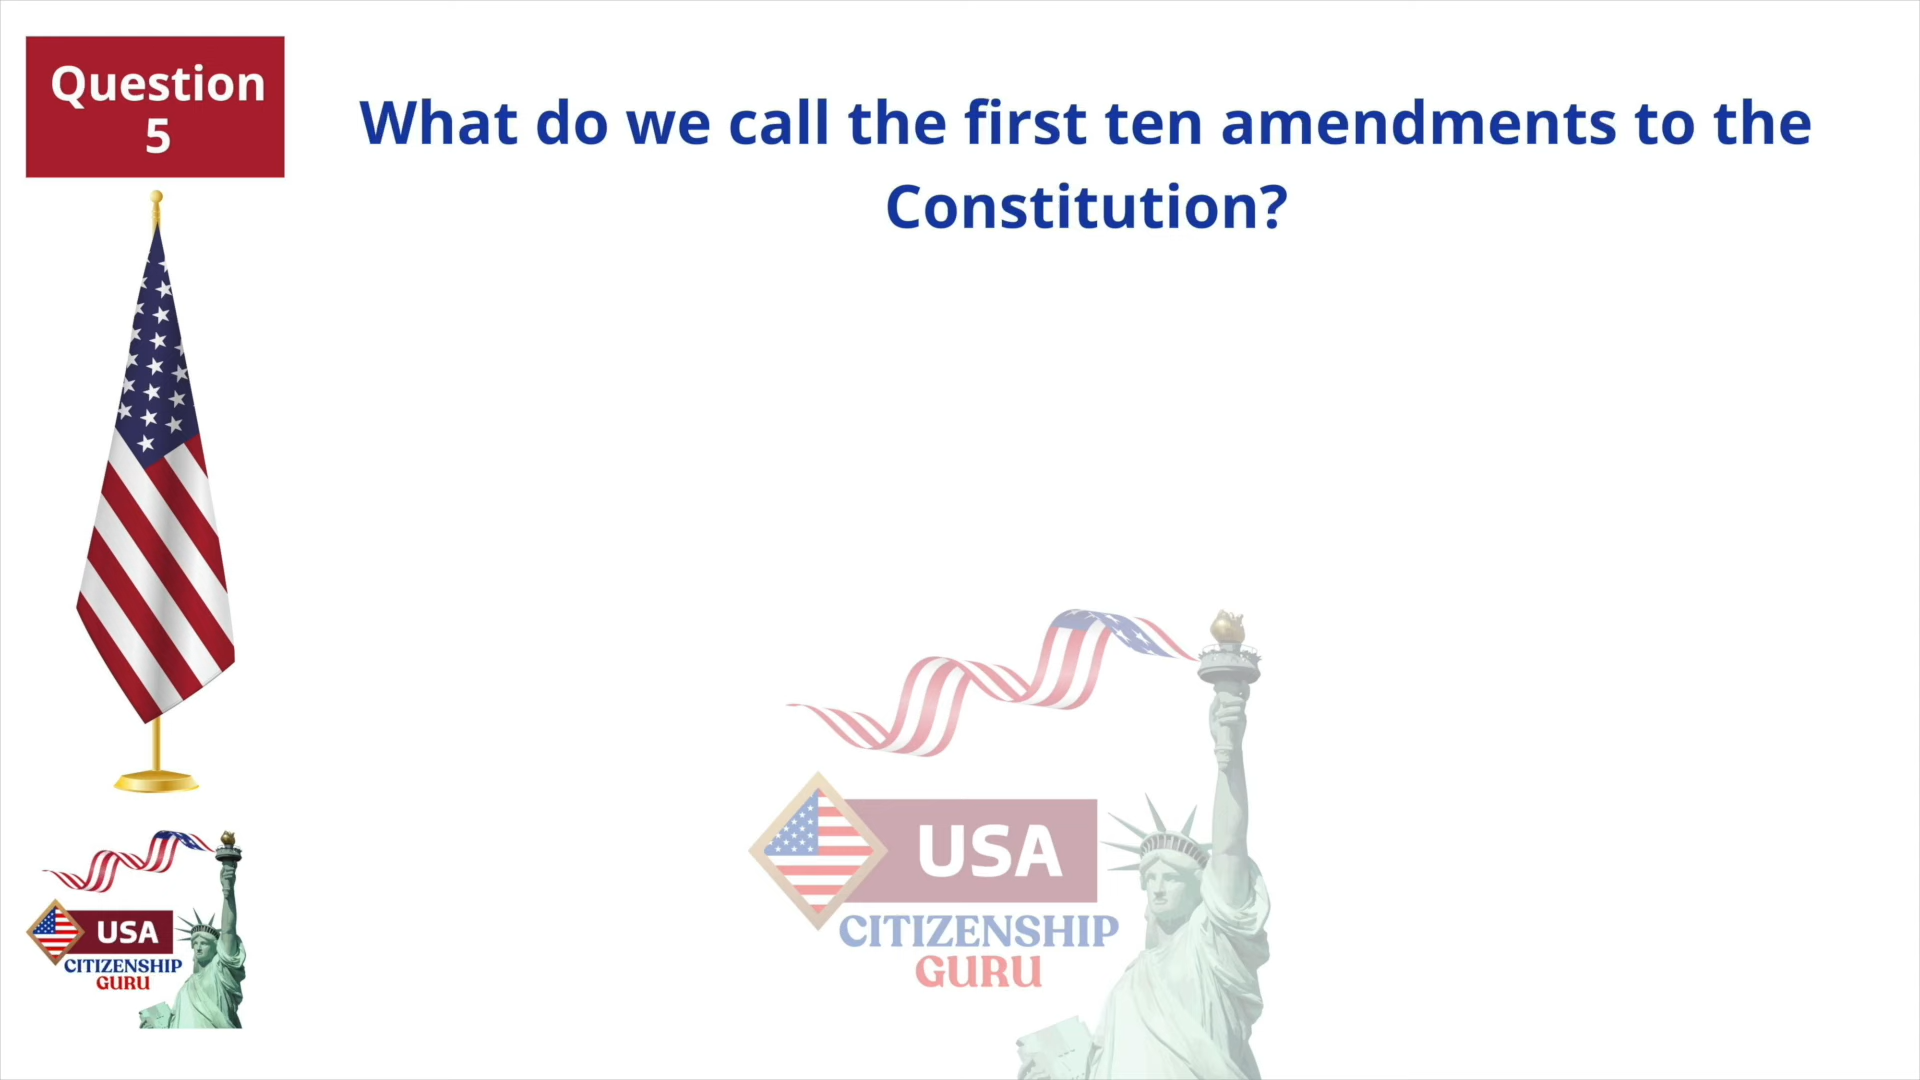 Question
5
What do we call the first ten amendments to the
Constitution?
USA
CITIZENSHIP
GURU
USA
CITIZENSHIP
GURU